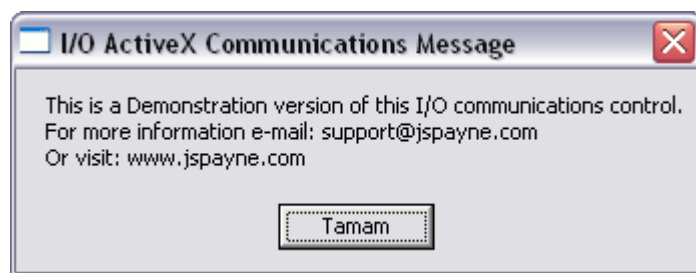 I/O ActiveX Communications Message
This is a Demonstration version of this I/O communications control.
For more information e-mail: support@jspayne.com
Or visit: www.jspayne.com
Tamam